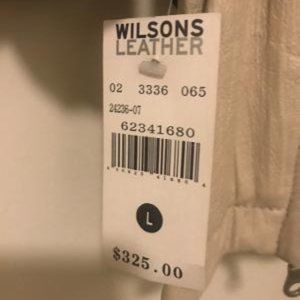 WILSONS
LEATHER
02 3336 065
24236-07
62341680
L
$325.00